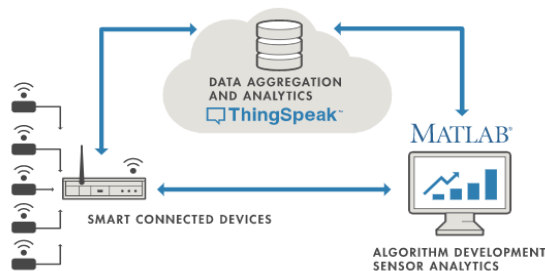 DATA AGGREGATION
AND ANALYTICS
ThingSpeak™
MATLAB®
SMART CONNECTED DEVICES
ALGORITHM DEVELOPMENT
SENSOR ANALYTICS